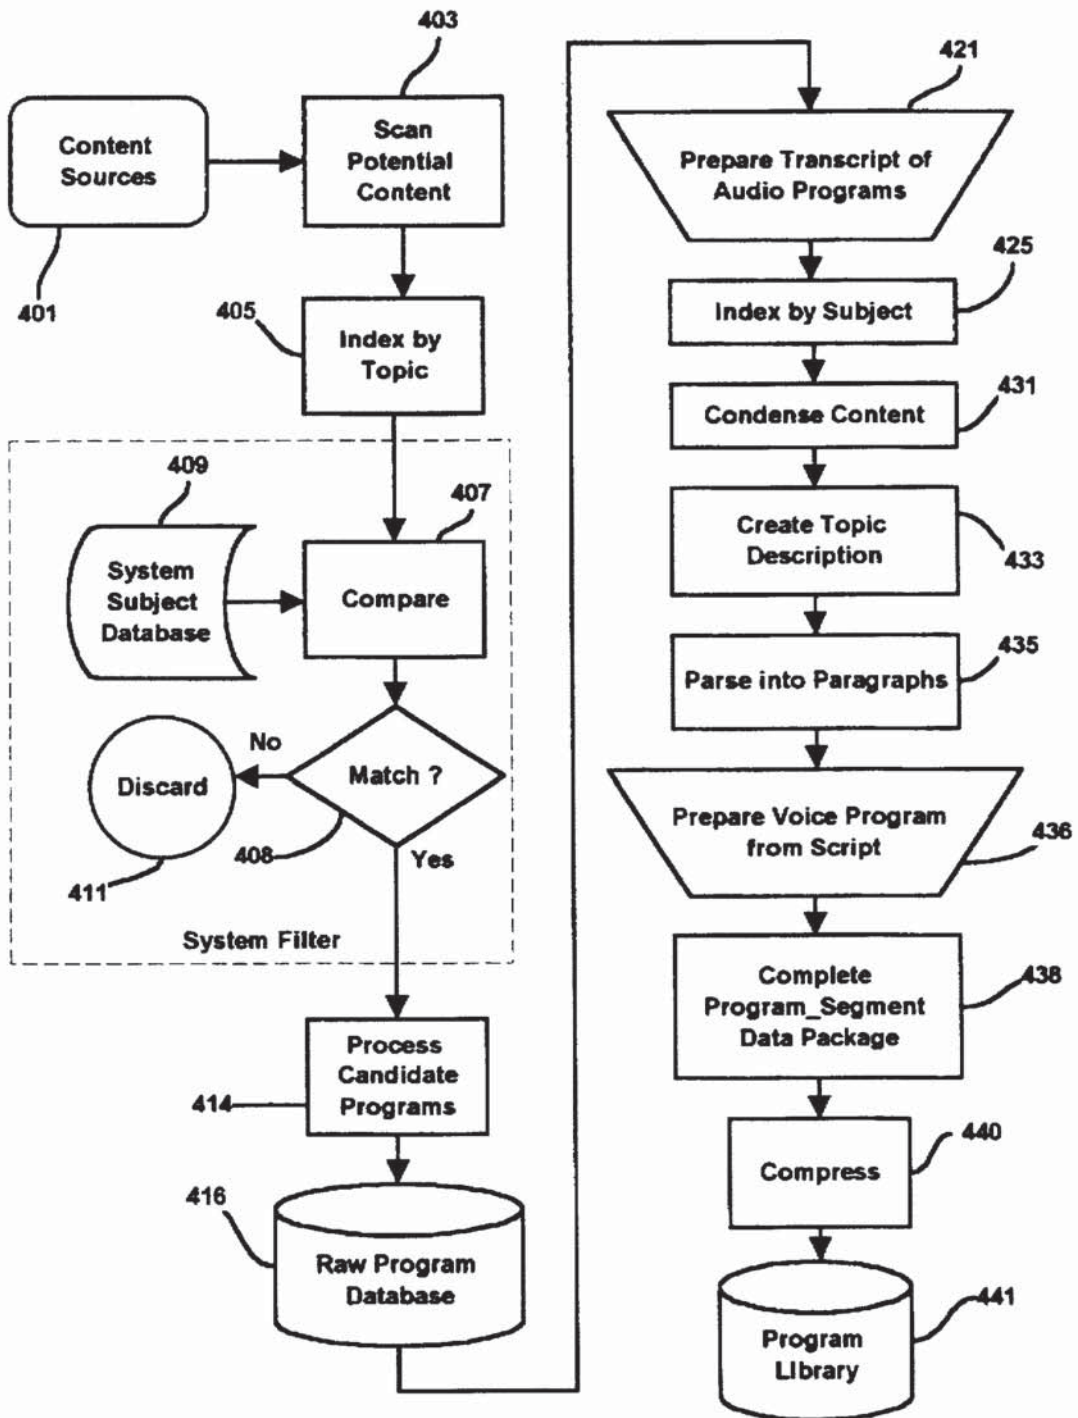 403
Content
Sources
401
Scan
Potential
Content
405
Index by
Topic
409
System
Subject
Database
407
Compare
Match ?
408
No
Discard
411
Yes
System Filter
Process
Candidate
Programs
414
416
Raw Program
Database
421
Prepare Transcript of
Audio Programs
425
Index by Subject
431
Condense Content
Create Topic
Description
433
435
Parse into Paragraphs
Prepare Voice Program
from Script
436
Complete
Program_Segment
Data Package
438
440
Compress
441
Program
Library